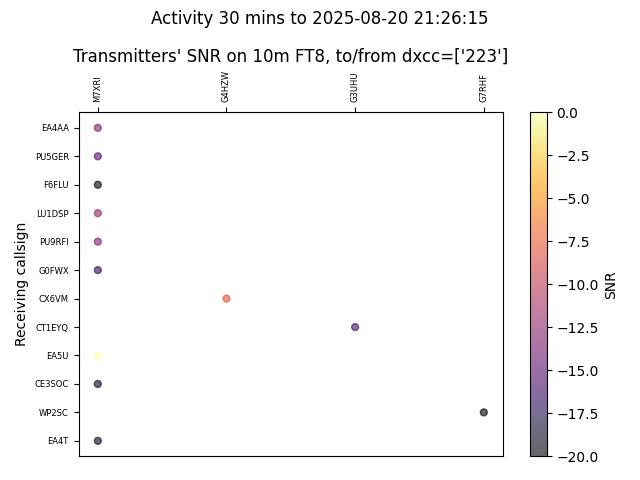 Activity 30 mins to 2025-08-20 21:26:15
Transmitters' SNR on 10m FT8, to/from dxcc=['223']
M7XRI
G4HZW
G3UHU
G7RHF
EA4AA
PU5GER
F6FLU
LU1DSP
PU9RFI
G0FWX
CX6VM
CT1EYQ
EA5U
CE3SOC
WP2SC
EA4T
Receiving callsign
0.0
−2.5
−5.0
−7.5
−10.0
−12.5
−15.0
−17.5
−20.0
SNR